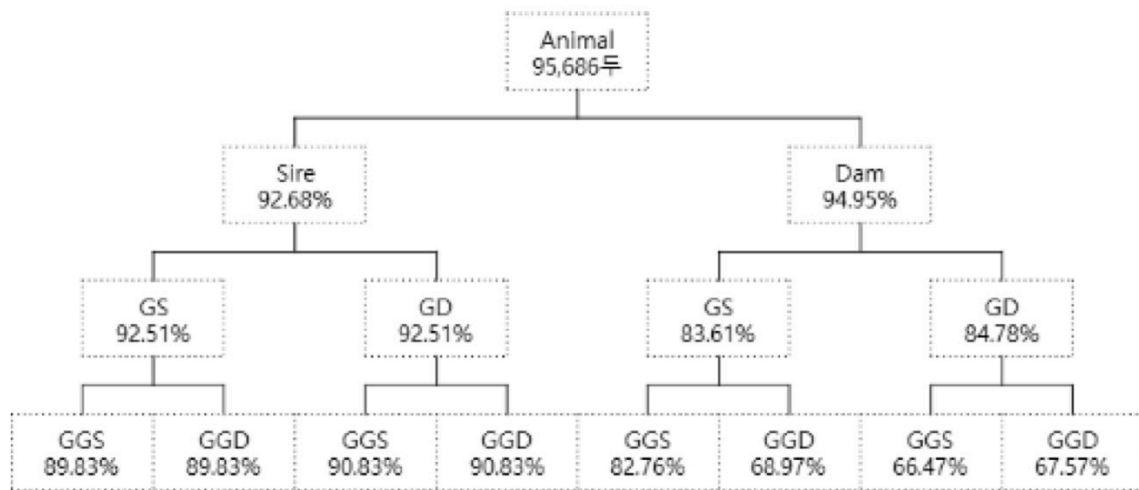 Animal
95,686두
Sire
92.68%
Dam
94.95%
GS
92.51%
GD
92.51%
GS
83.61%
GD
84.78%
GGS
89.83%
GGD
89.83%
GGS
90.83%
GGD
90.83%
GGS
82.76%
GGD
68.97%
GGS
66.47%
GGD
67.57%